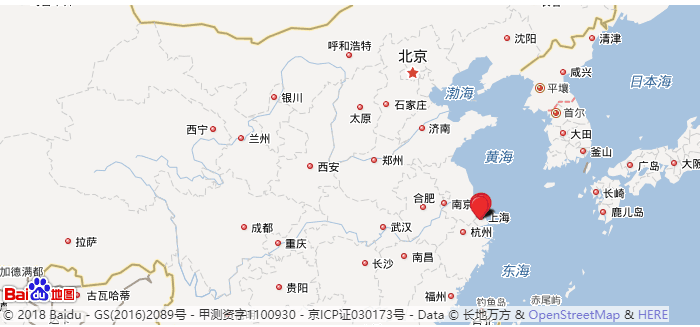 沈阳
清津
呼和浩特
北京
咸兴
日本海
平壤
渤海
银川
石家庄
太原
首尔
西宁
兰州
济南
大田
釜山
黄海
郑州
西安
广岛
大阪
合肥
南京
长崎
上海
鹿儿岛
成都
武汉
杭州
拉萨
重庆
南昌
长沙
东海
加德满都
贵阳
Bai 地图
古瓦哈蒂
福州
钓鱼岛
赤尾屿
© 2018 Baidu - GS(2016)2089号 - 甲测资字1100930 - 京ICP证030173号 - Data © 长地万方 & OpenStreetMap & HERE